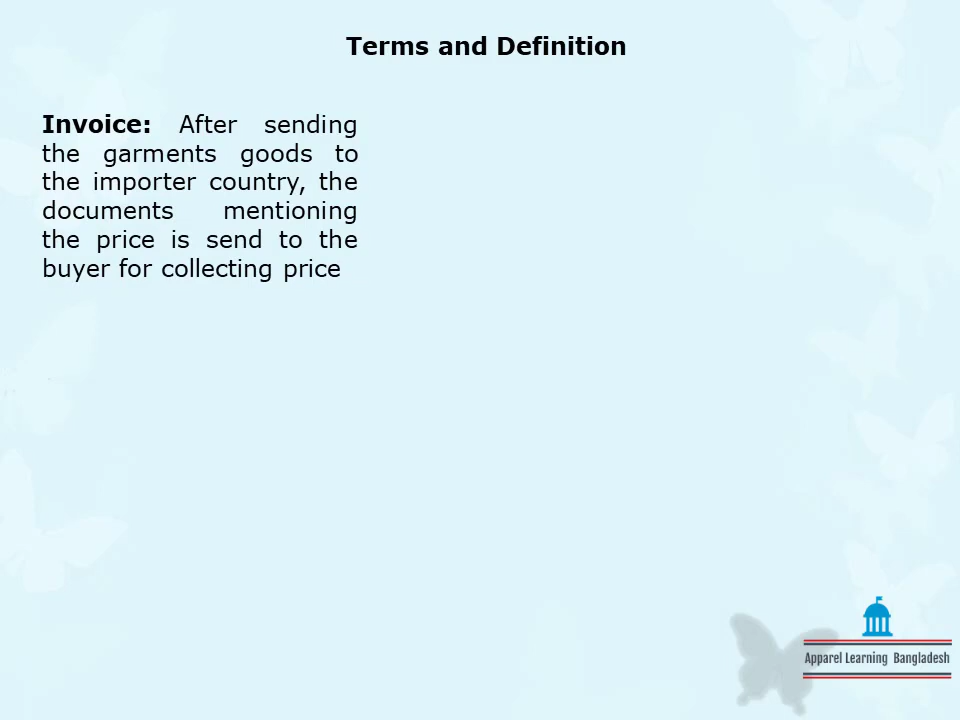 Terms and Definition
Invoice: After sending
the garments goods to
the importer country, the
documents mentioning
the price is send to the
buyer for collecting price
Apparel Learning Bangladesh